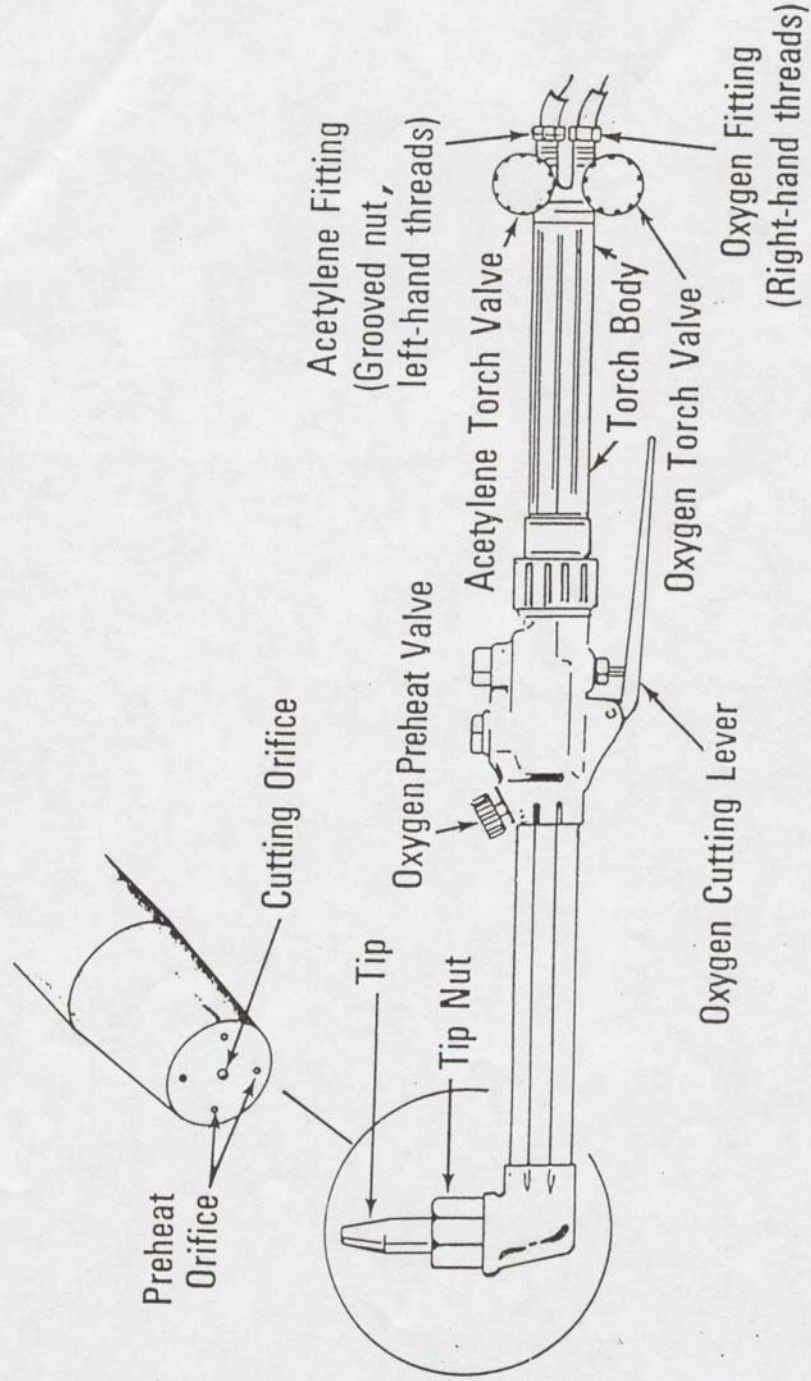 Preheat
Orifice
Cutting Orifice
Tip
Tip Nut
Oxygen Preheat Valve
Acetylene Fitting
(Grooved nut,
left-hand threads)
Acetylene Torch Valve
Torch Body
Oxygen Torch Valve
Oxygen Cutting Lever
Oxygen Fitting
(Right-hand threads)